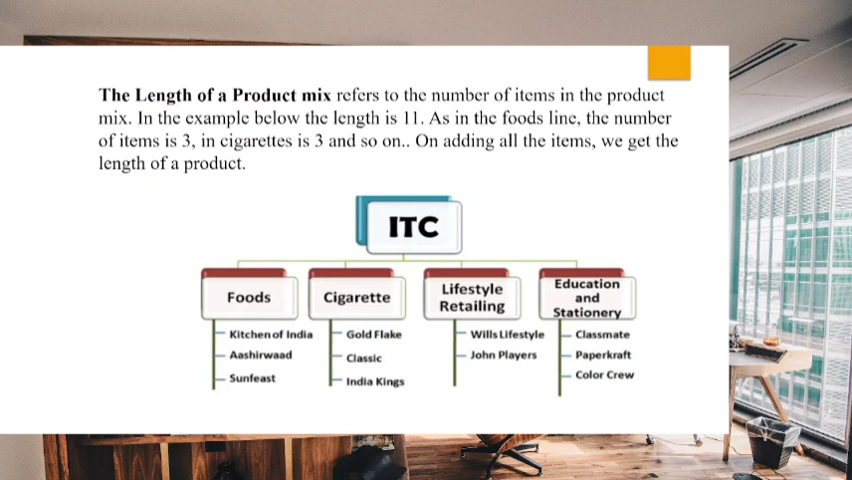 The Length of a Product mix refers to the number of items in the product
mix. In the example below the length is 11. As in the foods line, the number
of items is 3, in cigarettes is 3 and so on.. On adding all the items, we get the
length of a product.
ITC
Foods
Kitchen of India
Aashirwaad
Sunfeast
Cigarette
Gold Flake
Classic
India Kings
Lifestyle
Retailing
Wills Lifestyle
John Players
Education
and
Stationery
Classmate
Paperkraft
Color Crew